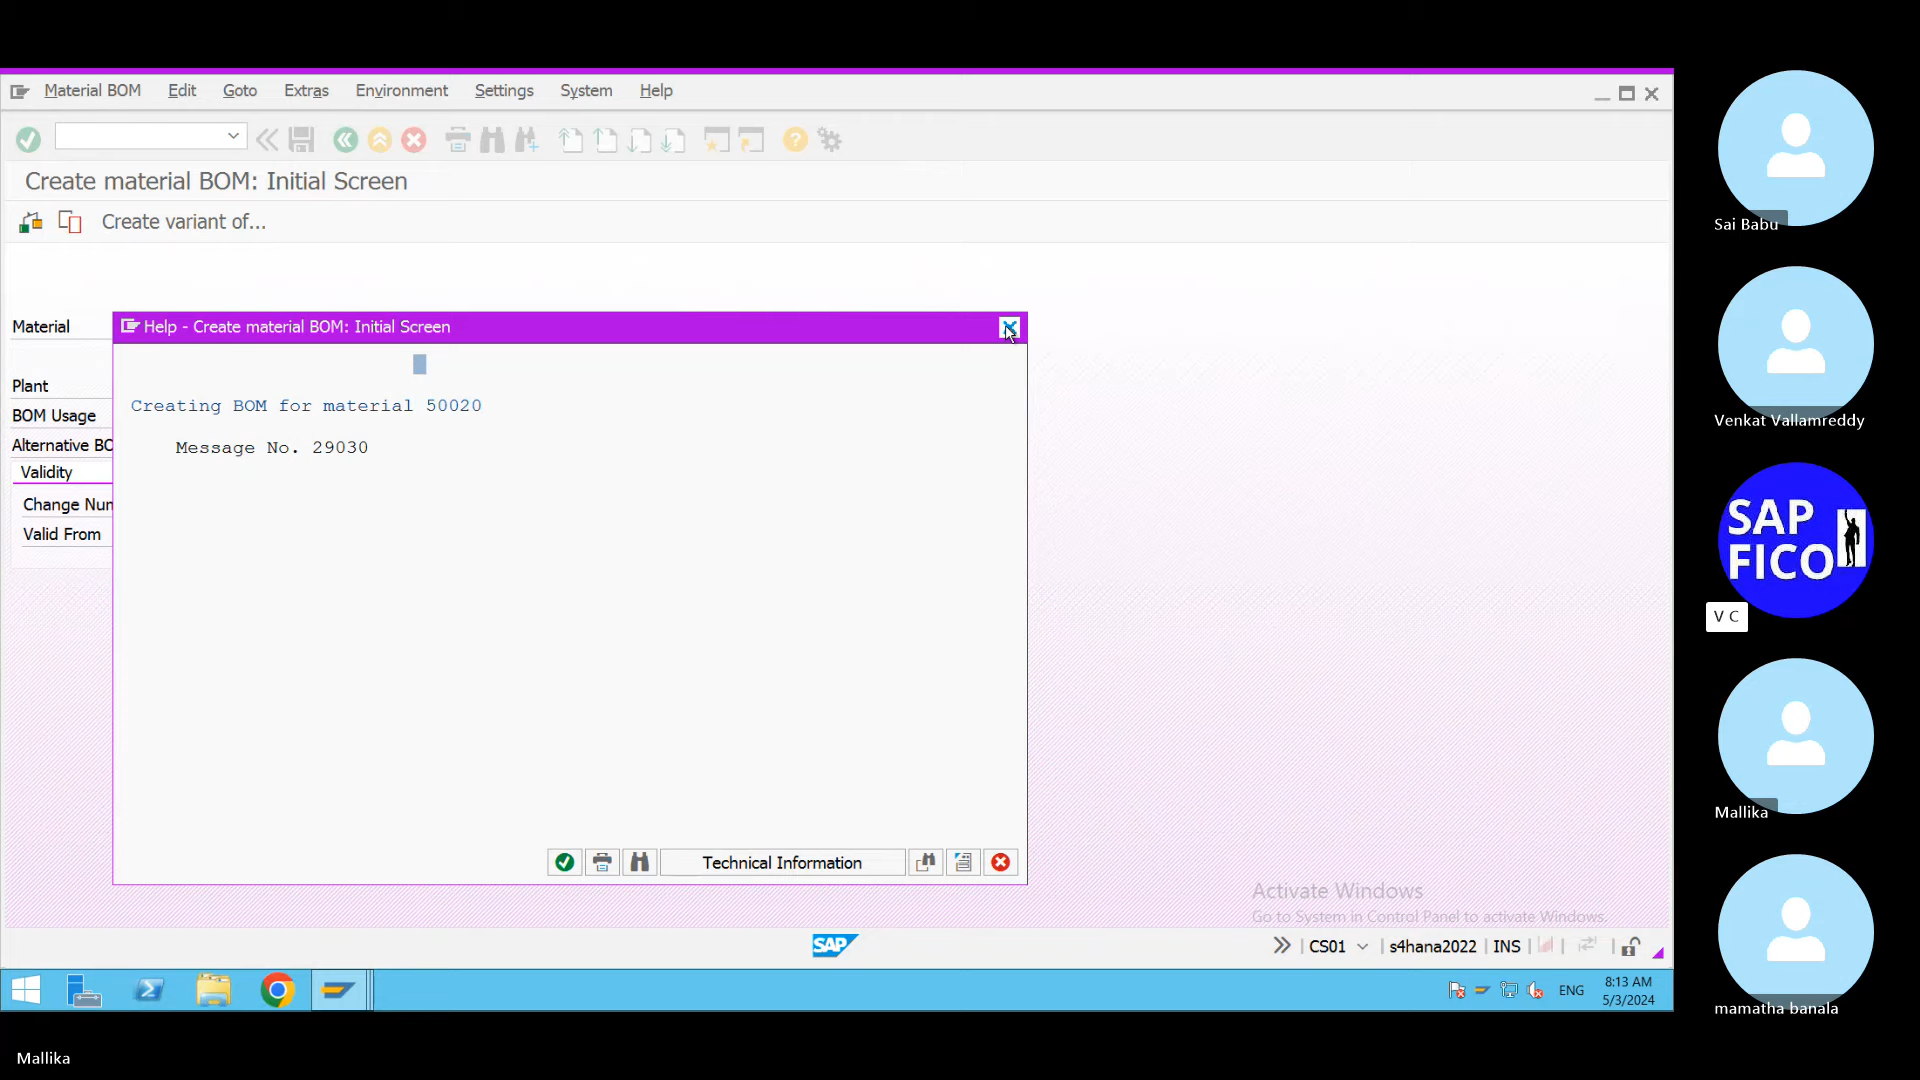 Material BOM Edit Goto Extras Environment Settings System Help
Create material BOM: Initial Screen
Create variant of...
Material
Help - Create material BOM: Initial Screen
Creating BOM for material 50020
Message No. 29030
Plant
BOM Usage
Alternative BO
Validity
Change Num
Valid From
Technical Information
Activate Windows
Go to System in Control Panel to activate Windows.
SAP
CS01
s4hana2022
INS
ENG
8:13 AM
5/3/2024
Sai Babu
Venkat Vallamreddy
SAP
FICO
V C
Mallika
mamatha banala
Mallika